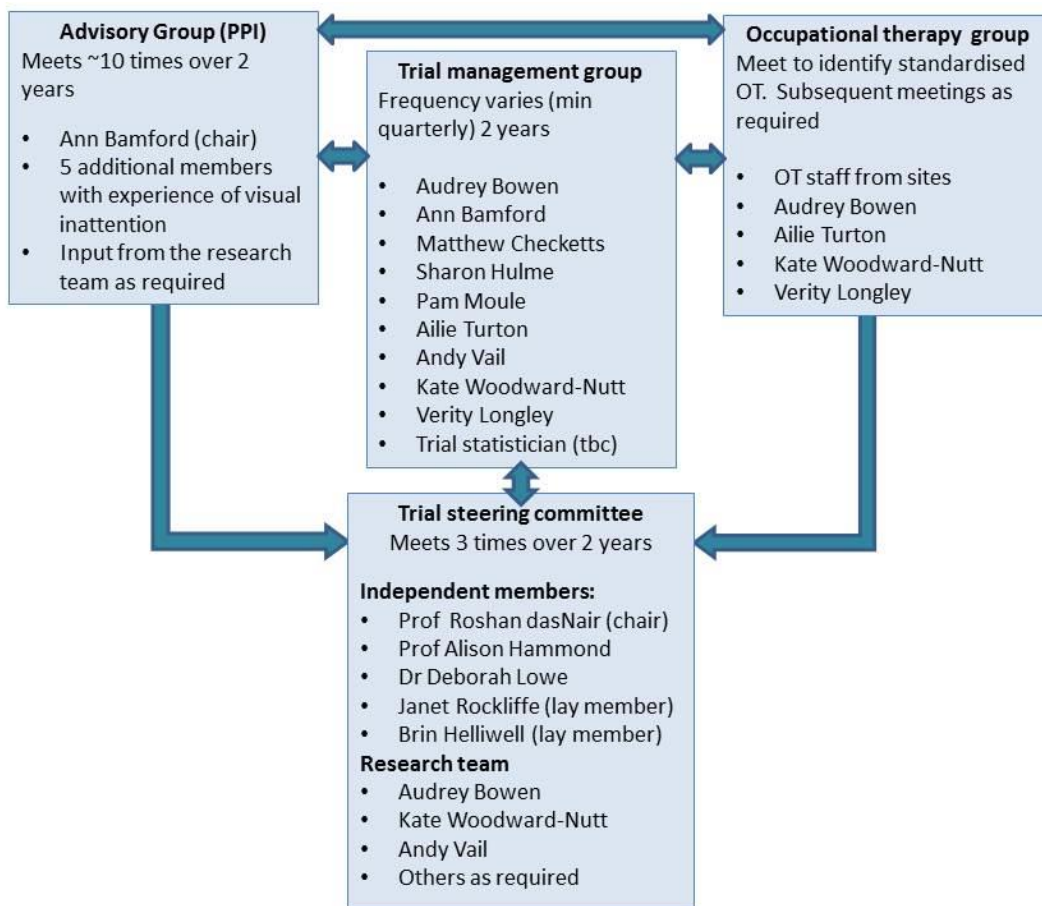 Advisory Group (PPI)
Meets ~10 times over 2
years
• Ann Bamford (chair)
• 5 additional members
with experience of visual
inattention
• Input from the research
team as required
Trial management group
Frequency varies (min
quarterly) 2 years
• Audrey Bowen
• Ann Bamford
• Matthew Checketts
• Sharon Hulme
• Pam Moule
• Ailie Turton
• Andy Vail
• Kate Woodward-Nutt
• Verity Longley
• Trial statistician (tbc)
Occupational therapy group
Meet to identify standardised
OT. Subsequent meetings as
required
• OT staff from sites
• Audrey Bowen
• Ailie Turton
• Kate Woodward-Nutt
• Verity Longley
Trial steering committee
Meets 3 times over 2 years
Independent members:
• Prof Roshan dasNair (chair)
• Prof Alison Hammond
• Dr Deborah Lowe
• Janet Rockliffe (lay member)
• Brin Helliwell (lay member)
Research team
• Audrey Bowen
• Kate Woodward-Nutt
• Andy Vail
• Others as required